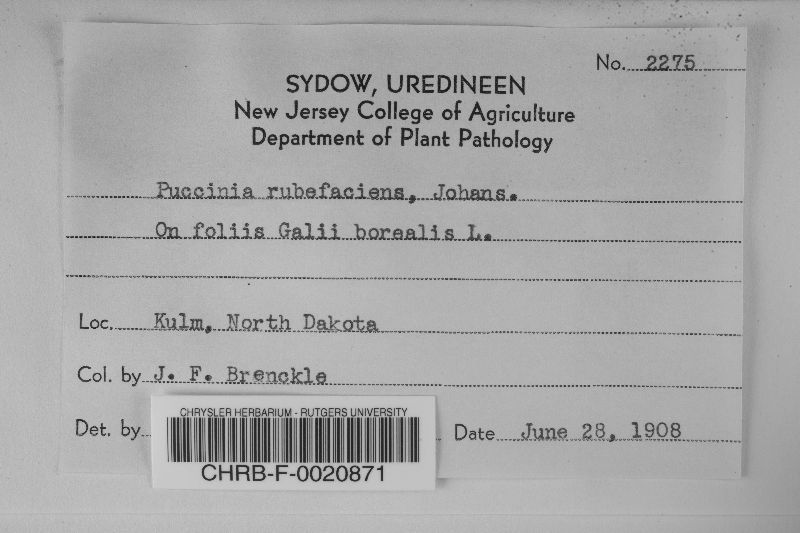 No. 2275
SYDOW, UREDINEEN
New Jersey College of Agriculture
Department of Plant Pathology
Puccinia rubefaciens, Johans.
On foliis Galii borealis L.
Loc. Kulm, North Dakota
Col. by J. F. Brenckle
Det. by
Date June 28, 1908
CHRYSLER HERBARIUM - RUTGERS UNIVERSITY
CHRB-F-0020871